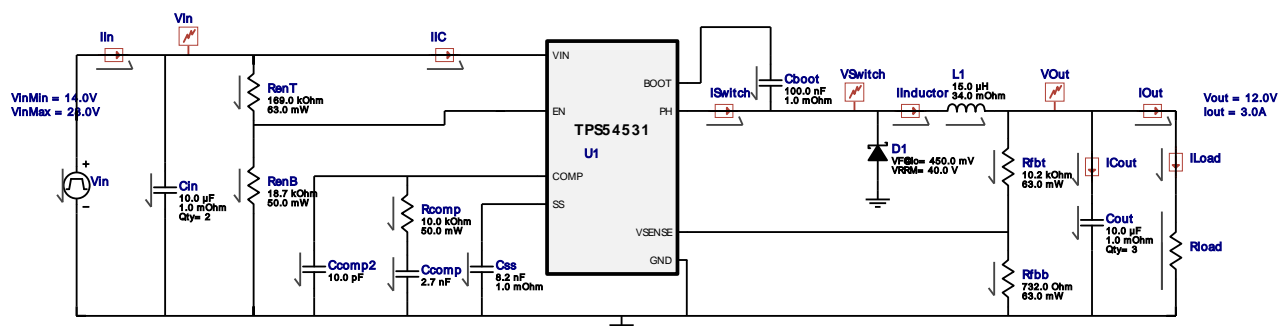 Vin
Iin
IIC
VinMin = 14.0V
VinMax = 28.0V
Vin
+
−
Cin
10.0 µF
1.0 mOhm
Qty= 2
RenT
169.0 kOhm
63.0 mW
RenB
18.7 kOhm
50.0 mW
Ccomp2
10.0 pF
Rcomp
10.0 kOhm
50.0 mW
Ccomp
2.7 nF
Css
8.2 nF
1.0 mOhm
VIN
EN
COMP
SS
TPS54531
U1
BOOT
PH
VSENSE
GND
Cboot
100.0 nF
1.0 mOhm
ISwitch
VSwitch
IInductor
L1
15.0 µH
34.0 mOhm
D1
= 450.0 mV
VRRM= 40.0 V
VOut
IOut
Vout = 12.0V
Iout = 3.0A
Rfbt
10.2 kOhm
63.0 mW
Rfbb
732.0 Ohm
63.0 mW
ICout
Cout
10.0 µF
1.0 mOhm
Qty= 3
ILoad
Rload